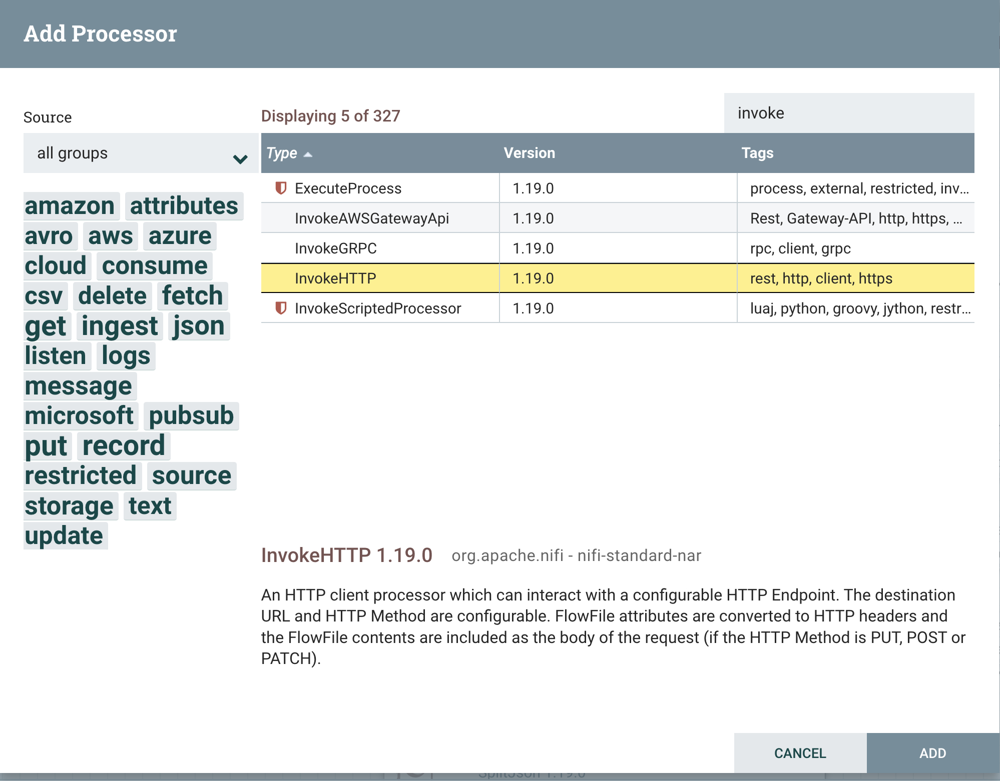 Add Processor
Source
Displaying 5 of 327
invoke
all groups
Type Version Tags
ExecuteProcess 1.19.0 process, external, restricted, inv...
InvokeAWSGatewayApi 1.19.0 Rest, Gateway-API, http, https, ...
InvokeGRPC 1.19.0 rpc, client, grpc
InvokeHTTP 1.19.0 rest, http, client, https
InvokeScriptedProcessor 1.19.0 luaj, python, groovy, jython, restr...
amazon attributes
avro aws azure
cloud consume
csv delete fetch
get ingest json
listen logs
message
microsoft pubsub
put record
restricted source
storage text
update
InvokeHTTP 1.19.0 org.apache.nifi - nifi-standard-nar
An HTTP client processor which can interact with a configurable HTTP Endpoint. The destination
URL and HTTP Method are configurable. FlowFile attributes are converted to HTTP headers and
the FlowFile contents are included as the body of the request (if the HTTP Method is PUT, POST or
PATCH).
CANCEL ADD
SplitJson 1.19.0